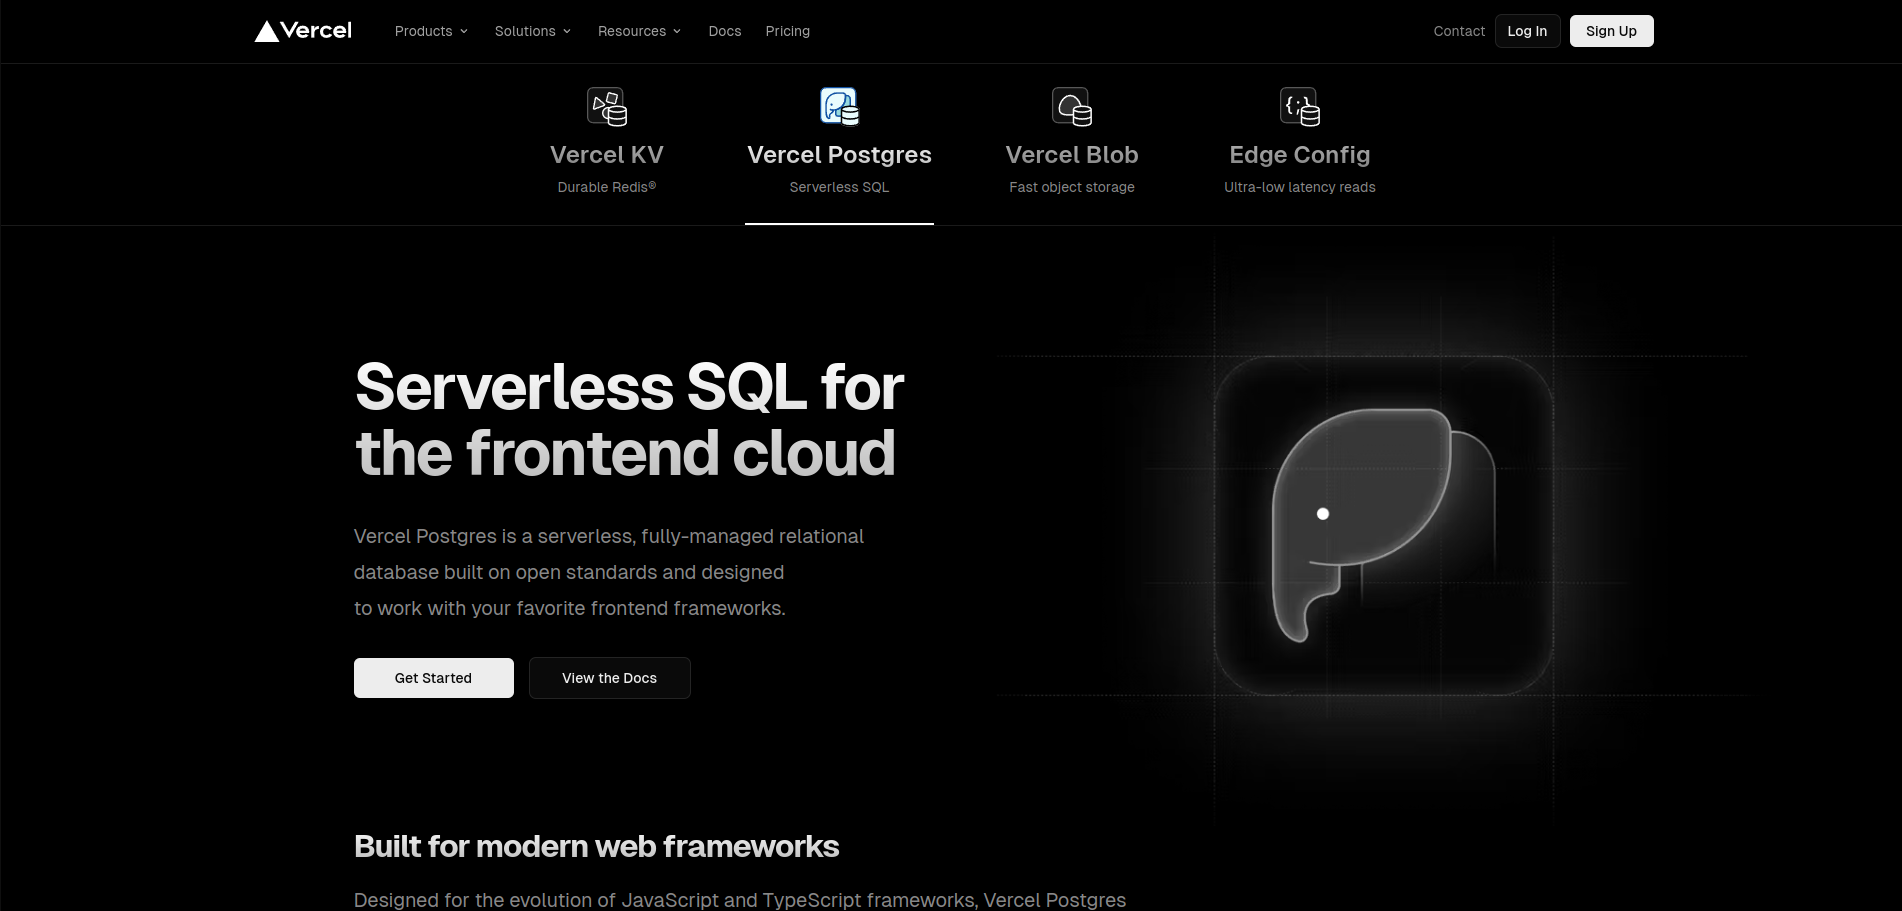 Vercel
Products
Solutions
Resources
Docs
Pricing
Contact
Log In
Sign Up
Vercel KV
Durable Redis®
Vercel Postgres
Serverless SQL
Vercel Blob
Fast object storage
Edge Config
Ultra-low latency reads
Serverless SQL for
the frontend cloud
Vercel Postgres is a serverless, fully-managed relational
database built on open standards and designed
to work with your favorite frontend frameworks.
Get Started
View the Docs
Built for modern web frameworks
Designed for the evolution of JavaScript and TypeScript frameworks, Vercel Postgres